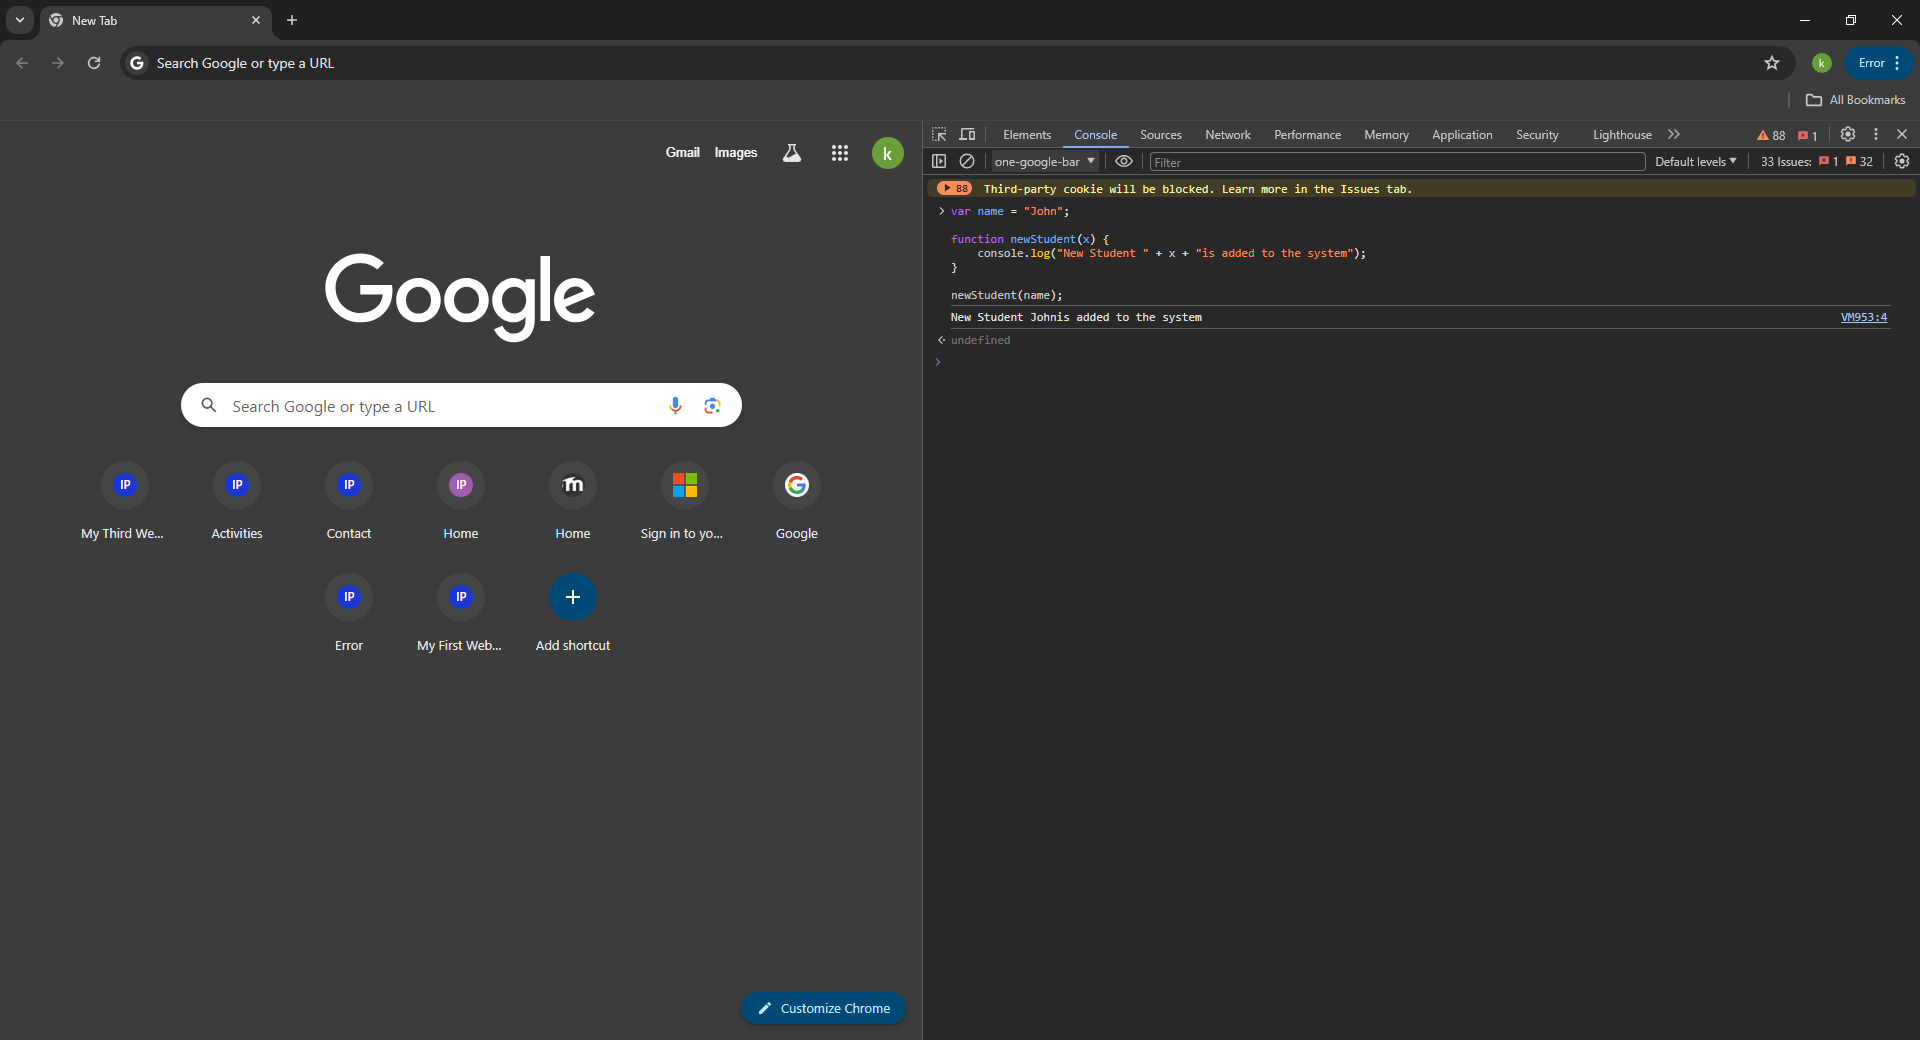 New Tab
Search Google or type a URL
k
Error
All Bookmarks
Gmail Images
k
Google
Search Google or type a URL
IP IP IP IP m
My Third We... Activities Contact Home Home Sign in to yo... Google
IP IP
Error My First Web... Add shortcut
Customize Chrome
Elements Console Sources Network Performance Memory Application Security Lighthouse 88 1
one-google-bar Filter Default levels 33 Issues: 1 32
88 Third-party cookie will be blocked. Learn more in the Issues tab.
var name = "John";
function newStudent(x) {
console.log("New Student " + x + "is added to the system");
}
newStudent(name);
New Student Johnis added to the system VM953:4
undefined